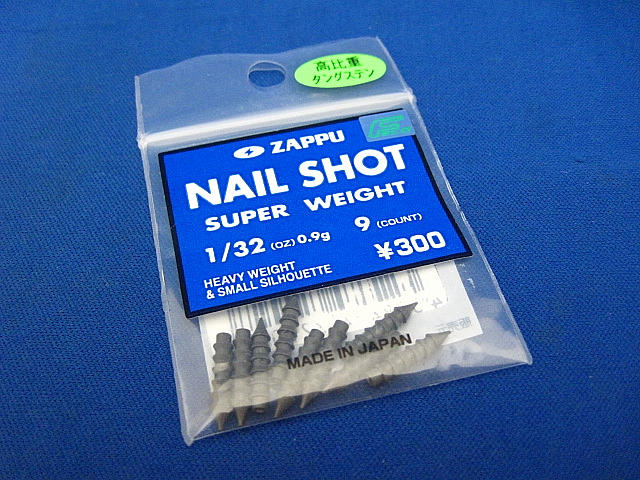 高比重
タングステン
ZAPPU
NAIL SHOT
SUPER WEIGHT
1/32 (OZ) 0.9g 9 (COUNT)
¥300
HEAVY WEIGHT
& SMALL SILHOUETTE
MADE IN JAPAN